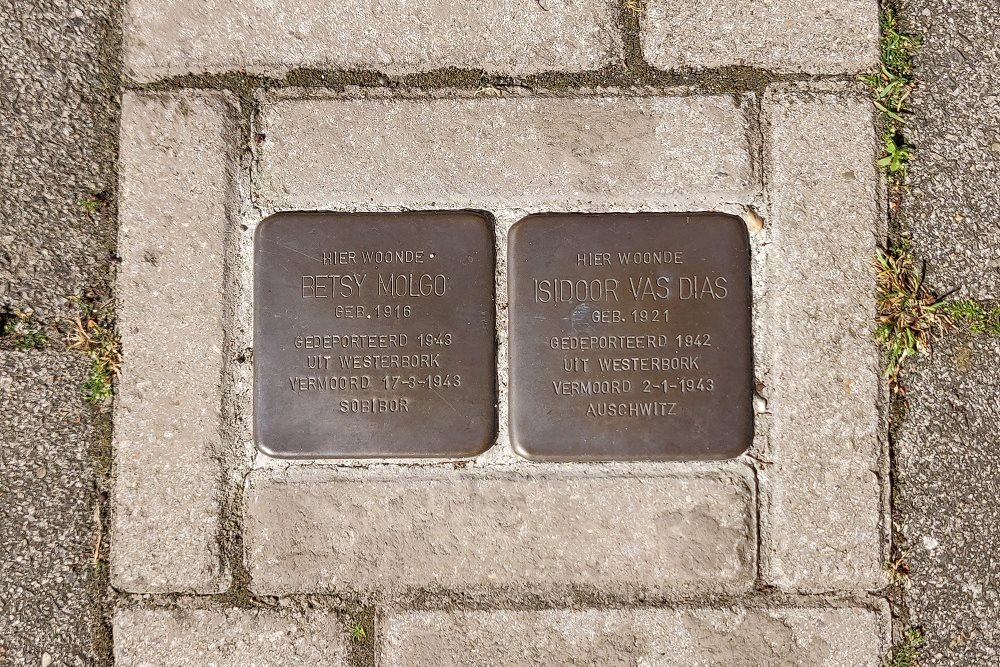 HIER WOONDE
BETSY MOLGO
GEB. 1916
GEDEPORTEERD 1943
UIT WESTERBORK
VERMOORD 17-3-1943
SOBIBOR
HIER WOONDE
ISIDOOR VAS DIAS
GEB. 1921
GEDEPORTEERD 1942
UIT WESTERBORK
VERMOORD 2-1-1943
AUSCHWITZ